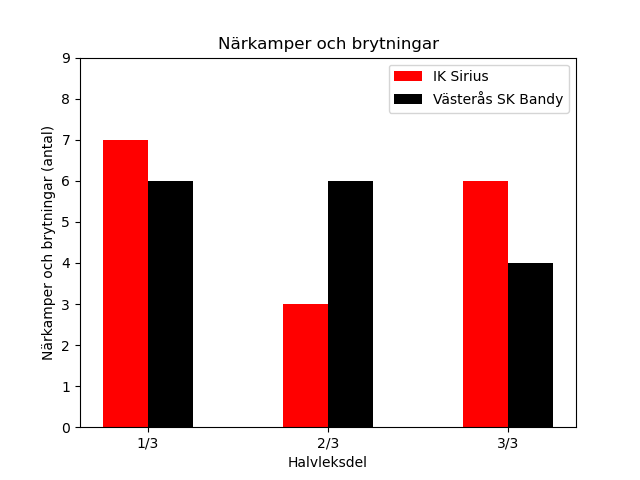 Närkamper och brytningar
IK Sirius
Västerås SK Bandy
Närkamper och brytningar (antal)
9
8
7
6
5
4
3
2
1
0
1/3 2/3 3/3
Halvleksdel